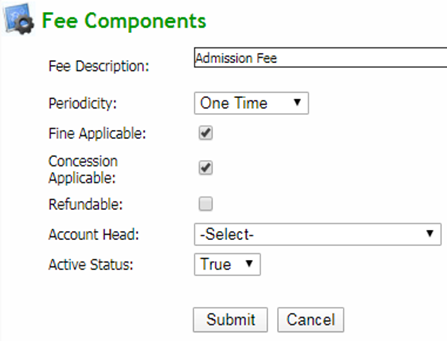 Fee Components
Fee Description: Admission Fee
Periodicity: One Time
Fine Applicable:
Concession
Applicable:
Refundable:
Account Head: -Select-
Active Status: True
Submit Cancel